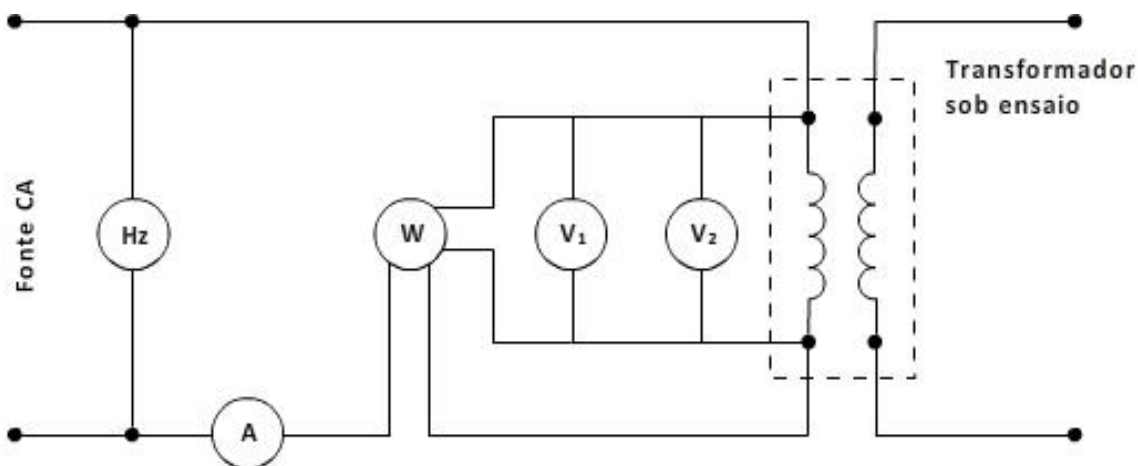 Transformador
sob ensaio
Fonte CA
Hz
W
V₁
V₂
A